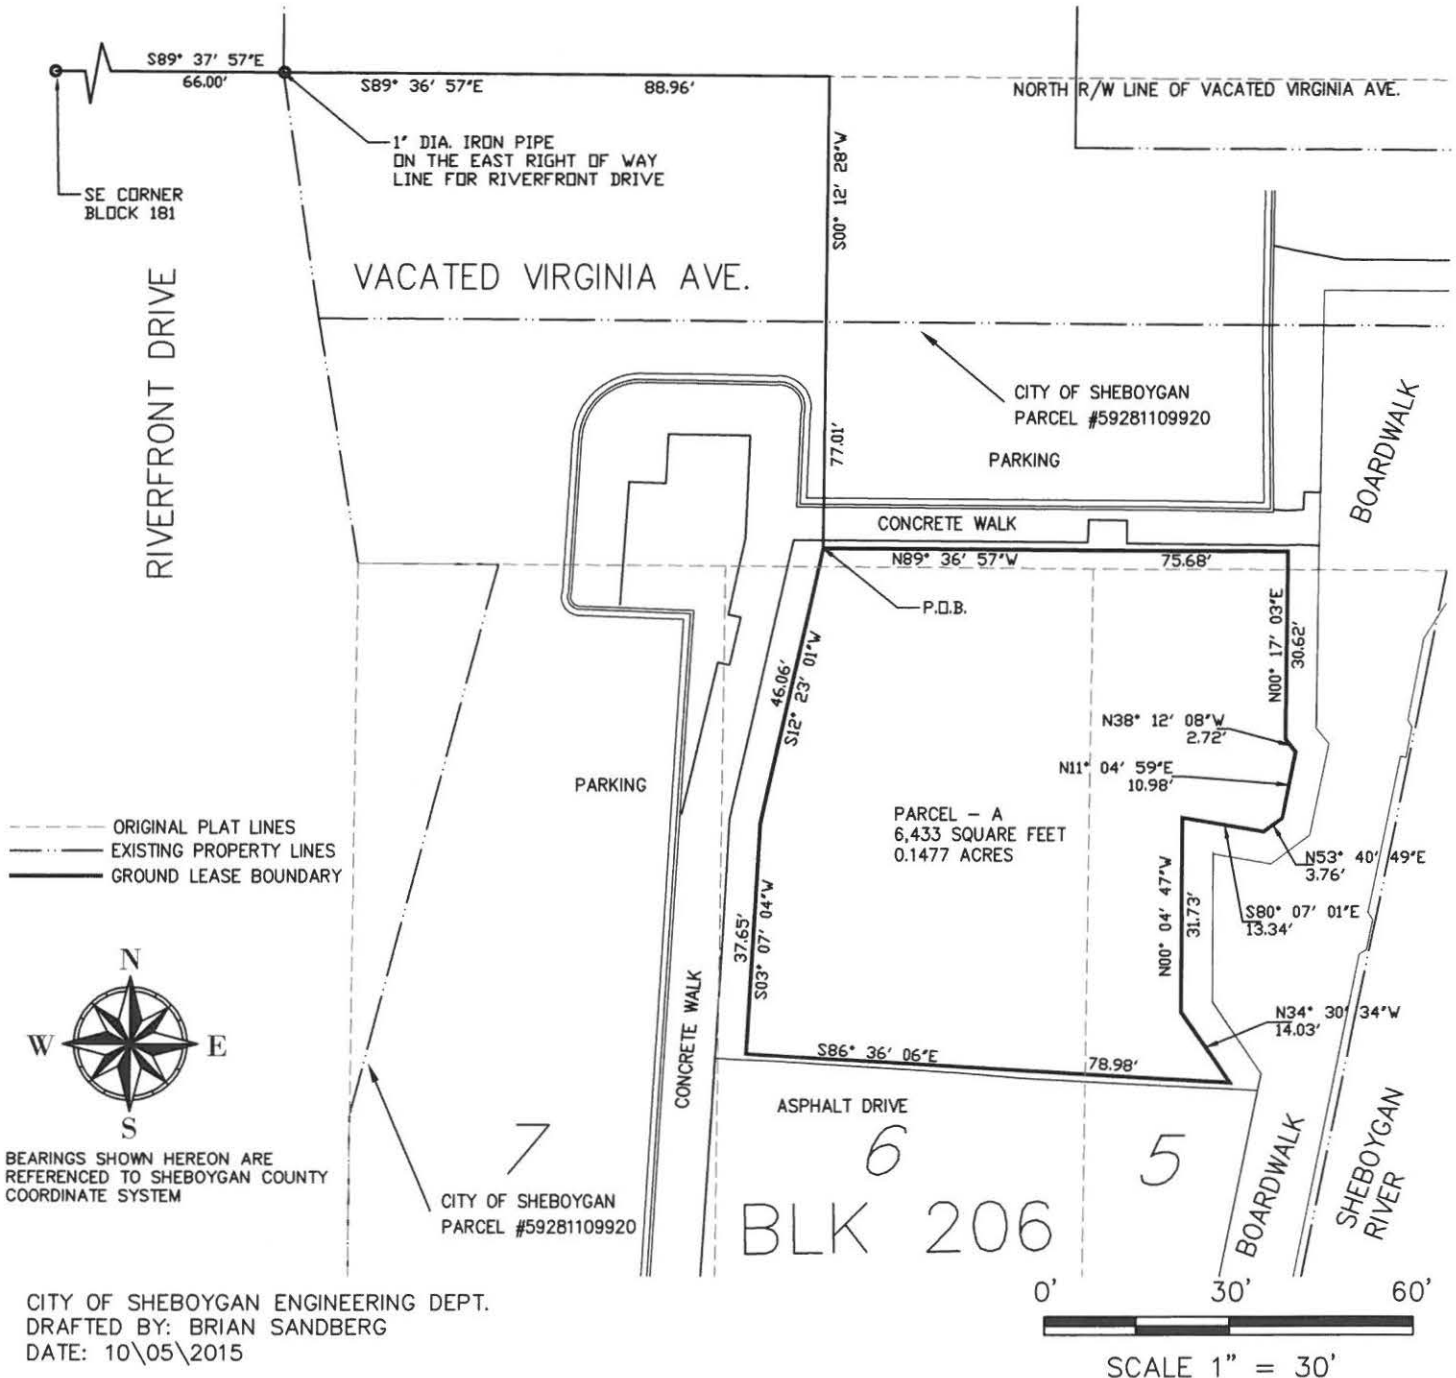 S89° 37' 57"E
66.00'
S89° 36' 57"E
88.96'
NORTH R/W LINE OF VACATED VIRGINIA AVE.
1" DIA. IRON PIPE
ON THE EAST RIGHT OF WAY
LINE FOR RIVERFRONT DRIVE
SE CORNER
BLOCK 181
S00° 12' 28"W
77.01'
VACATED VIRGINIA AVE.
RIVERFRONT DRIVE
CITY OF SHEBOYGAN
PARCEL #59281109920
PARKING
BOARDWALK
CONCRETE WALK
N89° 36' 57"W
75.68'
P.O.B.
N00° 17' 03"E
30.62'
46.06'
S12° 23' 01"W
N38° 12' 08"W
2.72'
N11° 04' 59"E
10.98'
PARKING
PARCEL - A
6,433 SQUARE FEET
0.1477 ACRES
ORIGINAL PLAT LINES
EXISTING PROPERTY LINES
GROUND LEASE BOUNDARY
N53° 40' 49"E
3.76'
S80° 07' 01"E
13.34'
N00° 04' 47"W
31.73'
37.65'
S03° 07' 04"W
N
W
E
S
CONCRETE WALK
N34° 30' 34"W
14.03'
S86° 36' 06"E
78.98'
ASPHALT DRIVE
7
6
5
BLK 206
BOARDWALK
SHEBOYGAN
RIVER
BEARINGS SHOWN HEREON ARE
REFERENCED TO SHEBOYGAN COUNTY
COORDINATE SYSTEM
CITY OF SHEBOYGAN
PARCEL #59281109920
CITY OF SHEBOYGAN ENGINEERING DEPT.
DRAFTED BY: BRIAN SANDBERG
DATE: 10\05\2015
0' 30' 60'
SCALE 1" = 30'